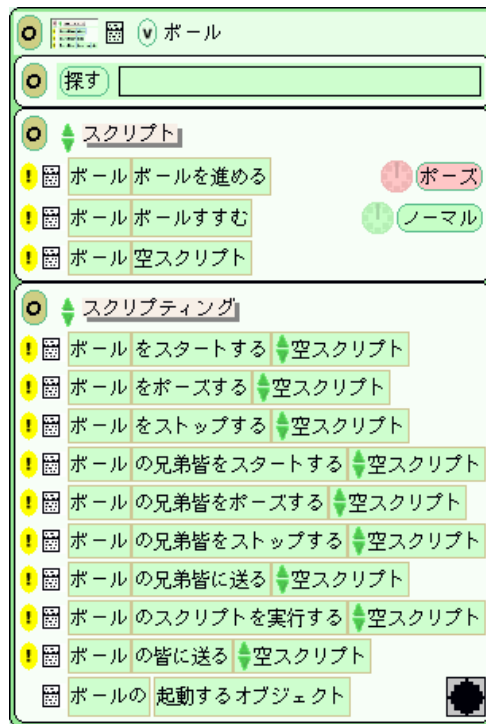 ボール
探す
スクリプト
! ボール ボールを進める ポーズ
! ボール ボールすすむ ノーマル
! ボール 空スクリプト
スクリプティング
! ボール をスタートする 空スクリプト
! ボール をポーズする 空スクリプト
! ボール をストップする 空スクリプト
! ボール の兄弟皆をスタートする 空スクリプト
! ボール の兄弟皆をポーズする 空スクリプト
! ボール の兄弟皆をストップする 空スクリプト
! ボール の兄弟皆に送る 空スクリプト
! ボール のスクリプトを実行する 空スクリプト
! ボール の皆に送る 空スクリプト
ボールの 起動するオブジェクト